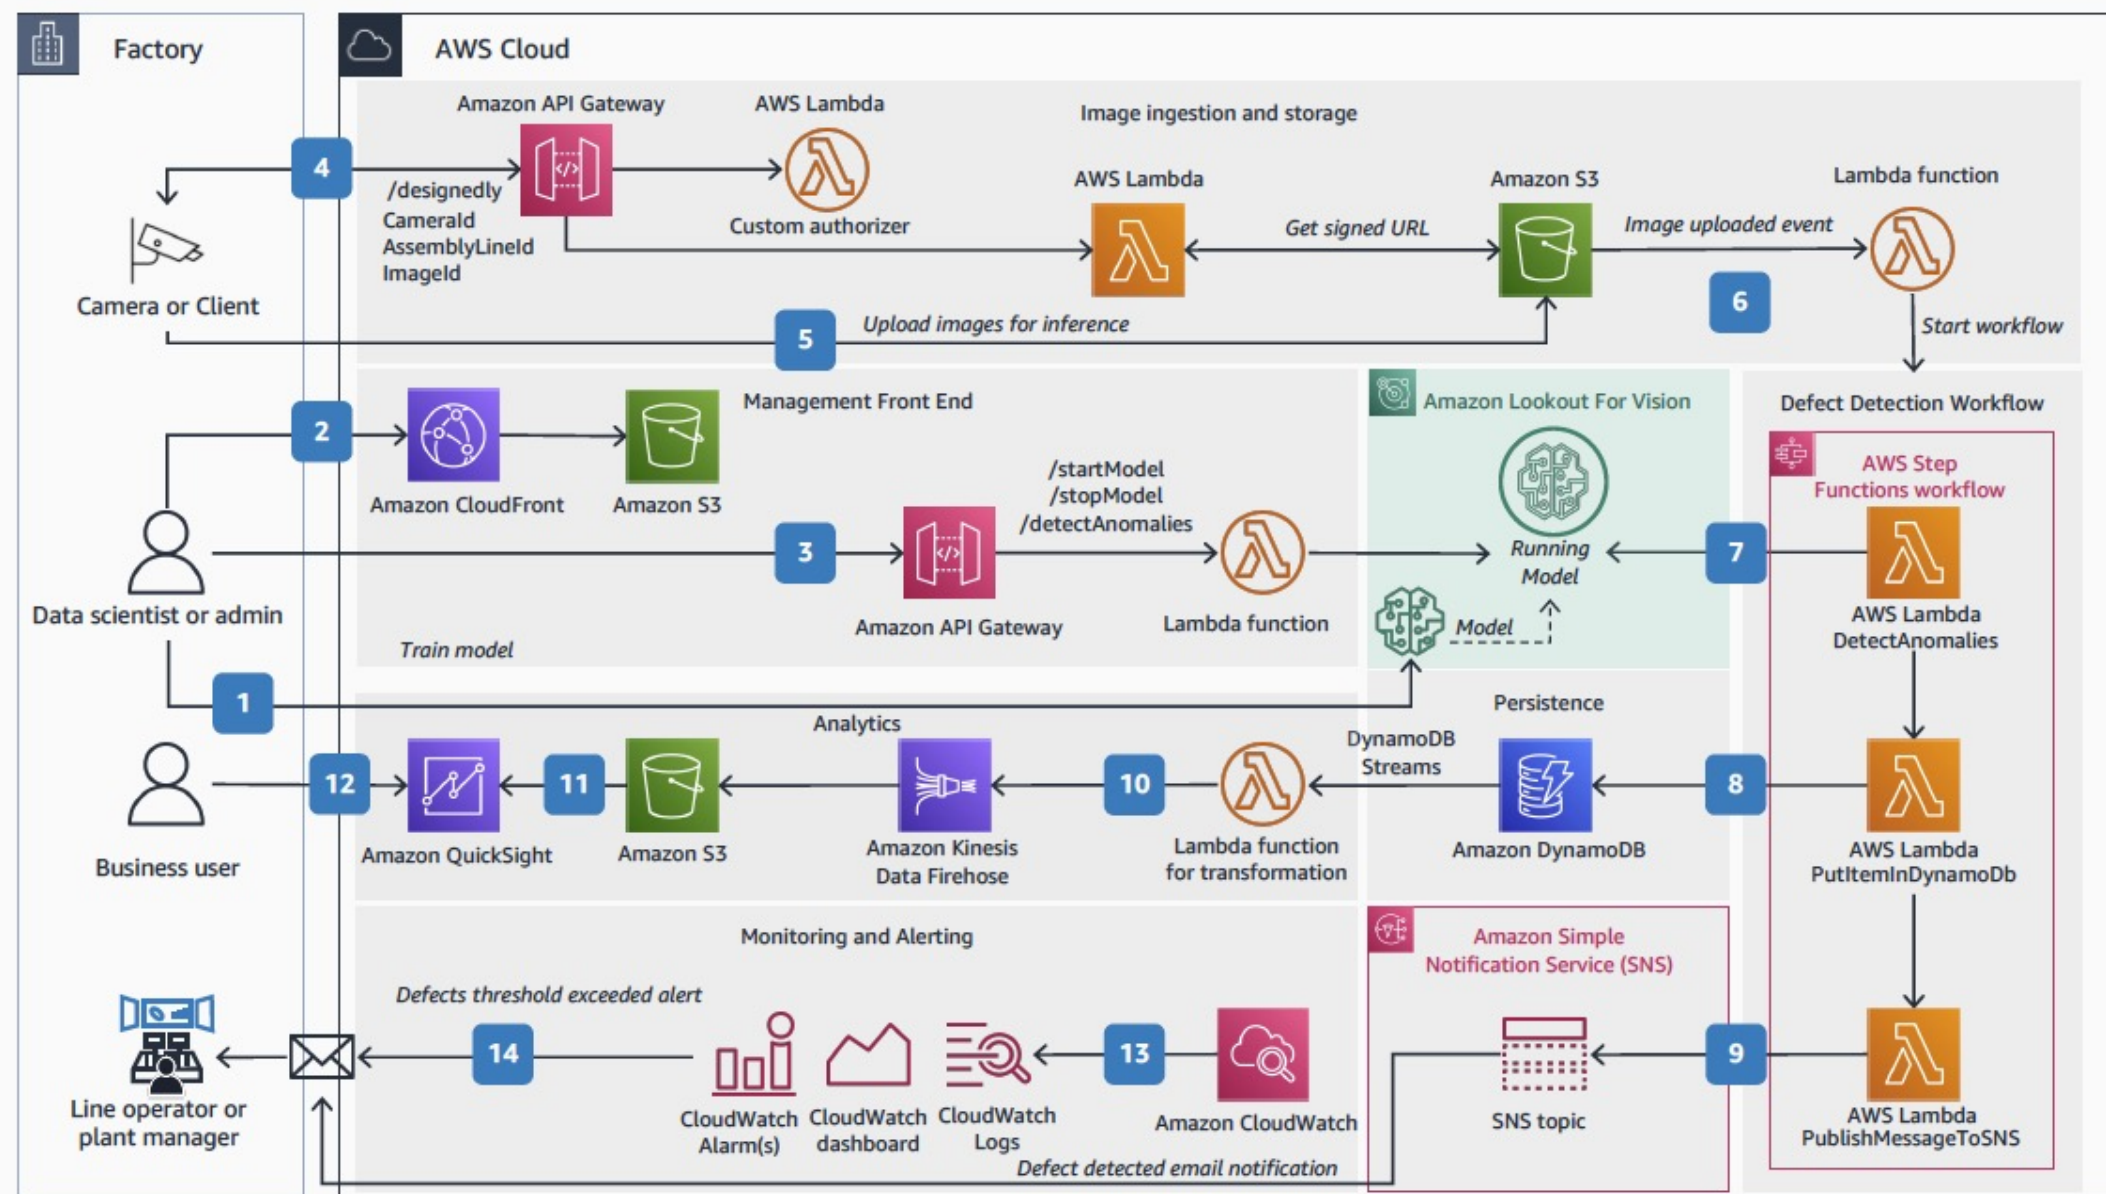 Factory
AWS Cloud
Amazon API Gateway
AWS Lambda
Image ingestion and storage
4
/designedly
CameraId
AssemblyLineId
ImageId
Custom authorizer
AWS Lambda
Get signed URL
Amazon S3
Image uploaded event
Lambda function
6
Camera or Client
5
Upload images for inference
Start workflow
2
Amazon CloudFront
Amazon S3
Management Front End
/startModel
/stopModel
/detectAnomalies
3
Amazon API Gateway
Lambda function
Data scientist or admin
Train model
Amazon Lookout For Vision
Running
Model
Model
7
Defect Detection Workflow
AWS Step
Functions workflow
AWS Lambda
DetectAnomalies
1
Analytics
Persistence
DynamoDB
Streams
12
11
10
8
Business user
Amazon QuickSight
Amazon S3
Amazon Kinesis
Data Firehose
Lambda function
for transformation
Amazon DynamoDB
AWS Lambda
PutItemInDynamoDb
Monitoring and Alerting
Amazon Simple
Notification Service (SNS)
Defects threshold exceeded alert
14
13
9
Line operator or
plant manager
CloudWatch
Alarm(s)
CloudWatch
dashboard
CloudWatch
Logs
Amazon CloudWatch
SNS topic
AWS Lambda
PublishMessageToSNS
Defect detected email notification